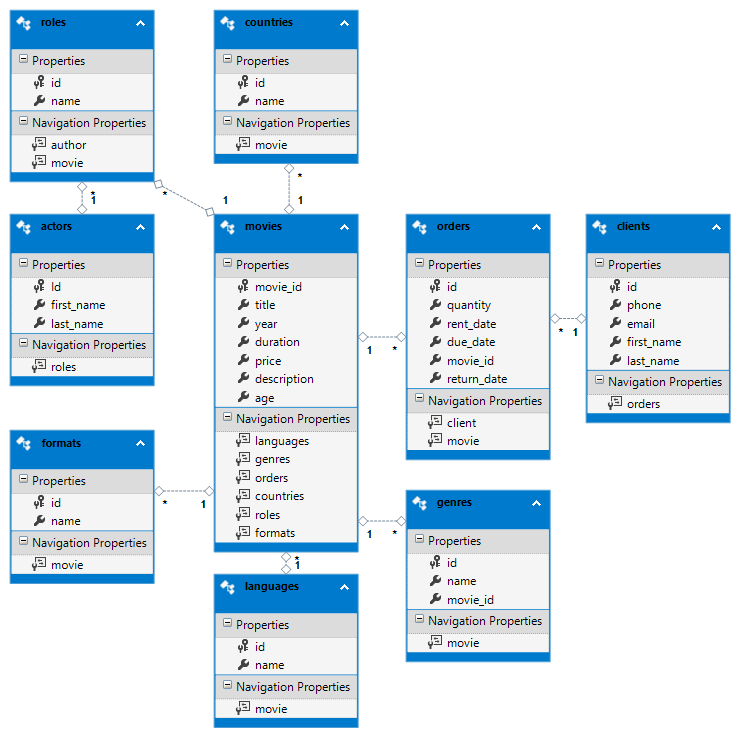 roles
Properties
id
name
Navigation Properties
author
movie
countries
Properties
id
name
Navigation Properties
movie
*
1
*
1
*
1
actors
Properties
Id
first_name
last_name
Navigation Properties
roles
movies
Properties
movie_id
title
year
duration
price
description
age
Navigation Properties
languages
genres
orders
countries
roles
formats
1
*
orders
Properties
id
quantity
rent_date
due_date
movie_id
return_date
Navigation Properties
client
movie
*
1
clients
Properties
id
phone
email
first_name
last_name
Navigation Properties
orders
formats
Properties
id
name
Navigation Properties
movie
*
1
1
*
genres
Properties
id
name
movie_id
Navigation Properties
movie
*
1
languages
Properties
id
name
Navigation Properties
movie